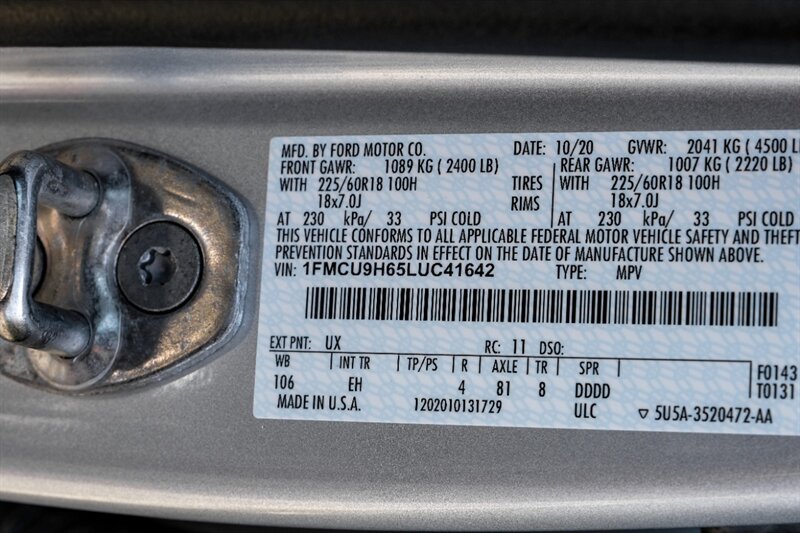 MFD. BY FORD MOTOR CO. DATE: 10/20 GVWR: 2041 KG ( 4500 L
FRONT GAWR: 1089 KG ( 2400 LB) REAR GAWR: 1007 KG ( 2220 LB)
WITH 225/60R18 100H TIRES WITH 225/60R18 100H
18x7.0J RIMS 18x7.0J
AT 230 kPa/ 33 PSI COLD AT 230 kPa/ 33 PSI COLD
THIS VEHICLE CONFORMS TO ALL APPLICABLE FEDERAL MOTOR VEHICLE SAFETY AND THEFT
PREVENTION STANDARDS IN EFFECT ON THE DATE OF MANUFACTURE SHOWN ABOVE.
VIN: 1FMCU9H65LUC41642 TYPE: MPV
EXT PNT: UX RC: 11 DSO:
WB INT TR TP/PS R AXLE TR SPR F0143
106 EH 4 81 8 DDDD T0131
MADE IN U.S.A. 1202010131729 ULC ▽ 5U5A-3520472-AA